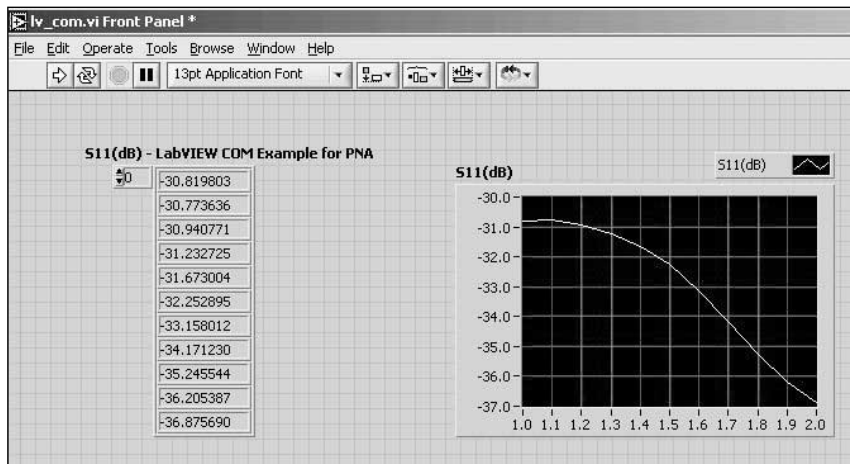 lv_com.vi Front Panel *
File Edit Operate Tools Browse Window Help
13pt Application Font
S11(dB) - LabVIEW COM Example for PNA
0
-30.819803
-30.773636
-30.940771
-31.232725
-31.673004
-32.252895
-33.158012
-34.171230
-35.245544
-36.205387
-36.875690
S11(dB)
S11(dB)
-30.0
-31.0
-32.0
-33.0
-34.0
-35.0
-36.0
-37.0
1.0 1.1 1.2 1.3 1.4 1.5 1.6 1.7 1.8 1.9 2.0